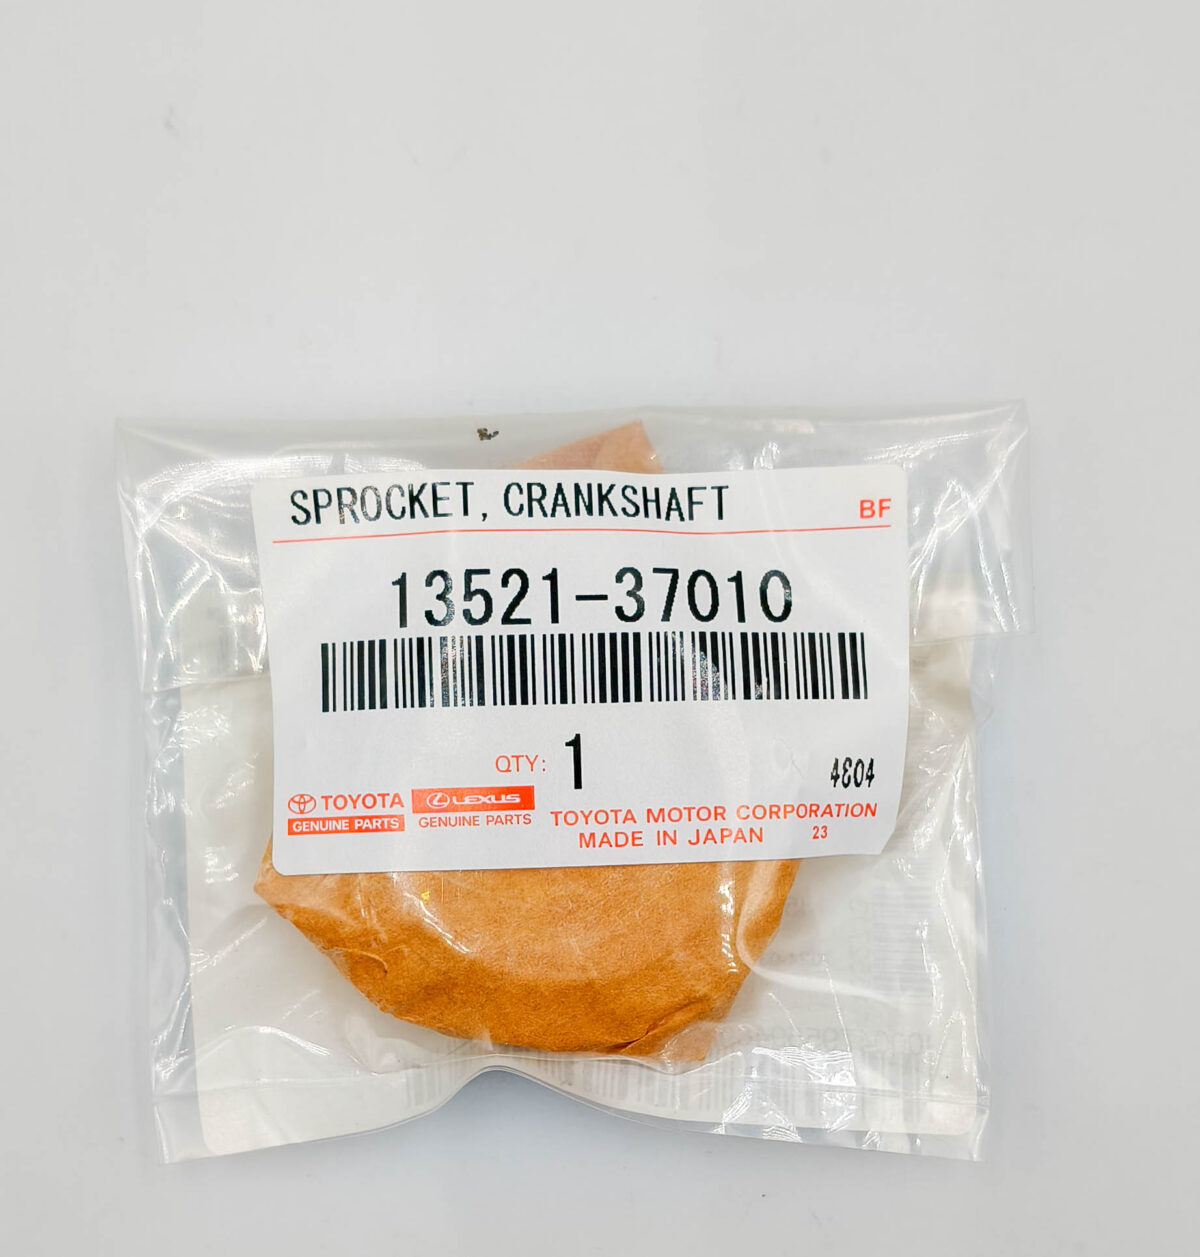 SPROCKET, CRANKSHAFT BF
13521-37010
QTY: 1
4804
TOYOTA LEXUS
GENUINE PARTS GENUINE PARTS
TOYOTA MOTOR CORPORATION
MADE IN JAPAN 23